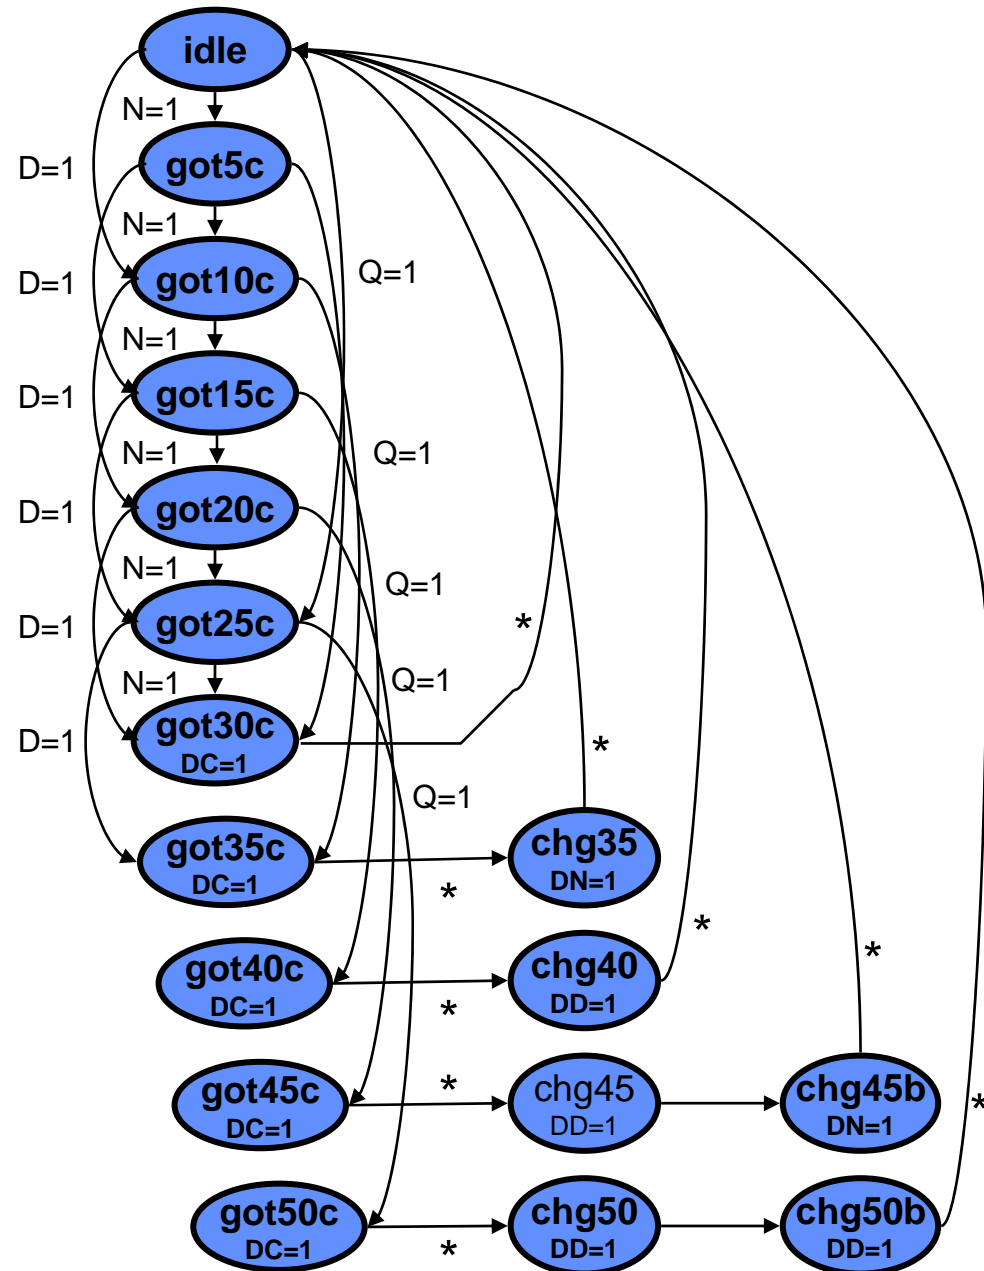 idle
N=1
D=1
got5c
N=1
D=1
got10c
Q=1
N=1
D=1
got15c
N=1
Q=1
D=1
got20c
N=1
Q=1
D=1
got25c
*
N=1
Q=1
D=1
got30c
DC=1
*
Q=1
got35c
DC=1
*
chg35
DN=1
got40c
DC=1
*
chg40
DD=1
*
*
got45c
DC=1
*
chg45
DD=1
chg45b
DN=1
*
got50c
DC=1
*
chg50
DD=1
chg50b
DD=1